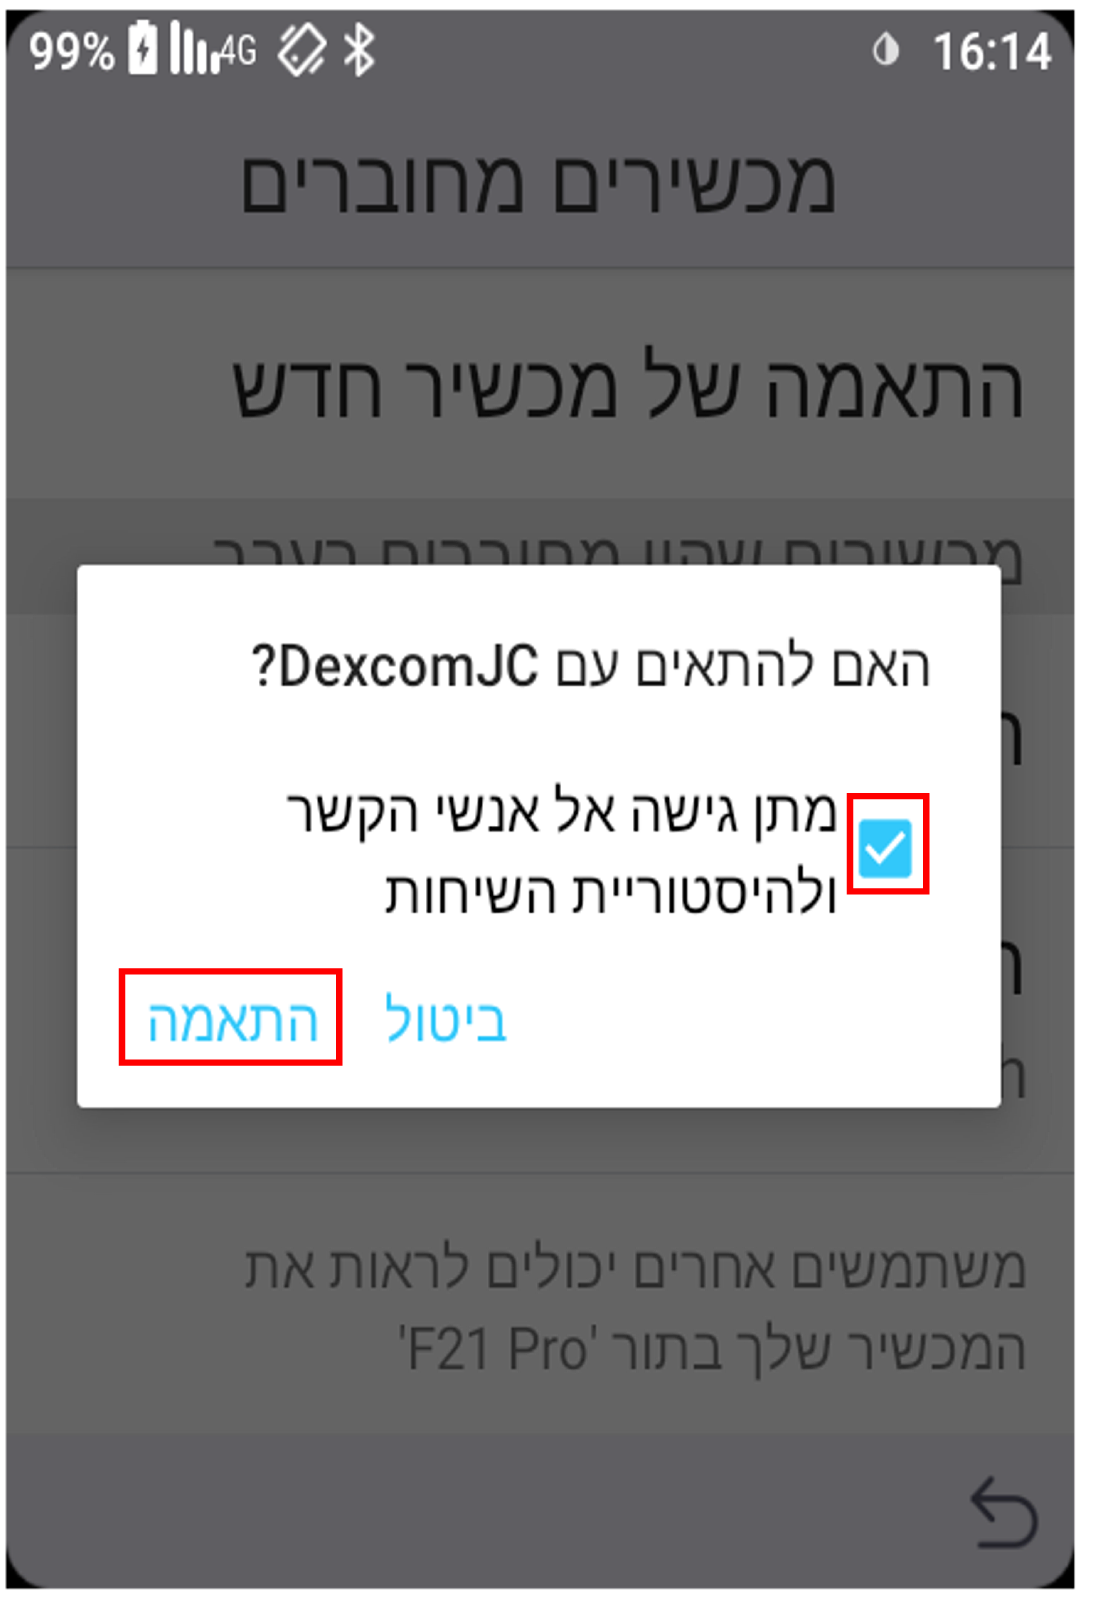 99% 4G 16:14
מכשירים מחוברים
התאמה של מכשיר חדש
מכשירים שהיו מחוברים בעבר
האם להתאים עם DexcomJC?
מתן גישה אל אנשי הקשר
ולהיסטוריית השיחות
התאמה ביטול
משתמשים אחרים יכולים לראות את
המכשיר שלך בתור 'F21 Pro'